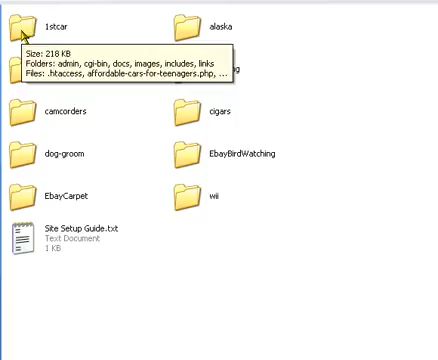 1stcar
alaska
Size: 218 KB
Folders: admin, cgi-bin, docs, images, includes, links
Files: .htaccess, affordable-cars-for-teenagers.php, ...
camcorders
cigars
dog-groom
EbayBirdWatching
EbayCarpet
wii
Site Setup Guide.txt
Text Document
1 KB